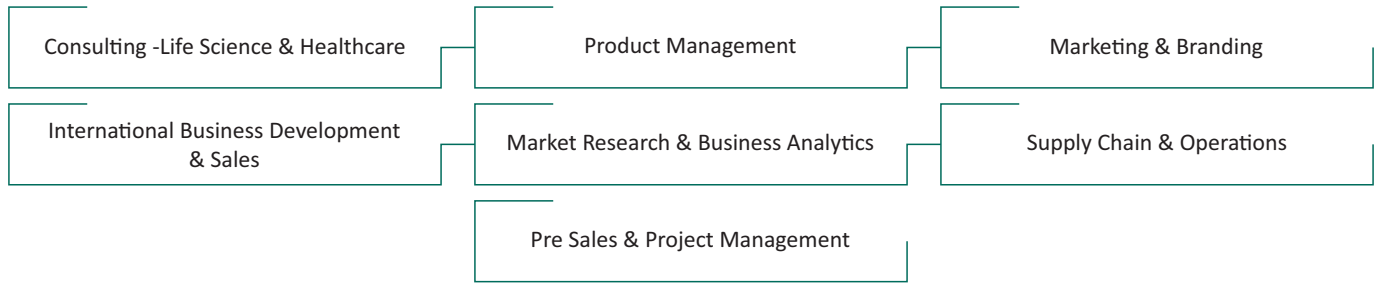 Consulting -Life Science & Healthcare
Product Management
Marketing & Branding
International Business Development
& Sales
Market Research & Business Analytics
Supply Chain & Operations
Pre Sales & Project Management